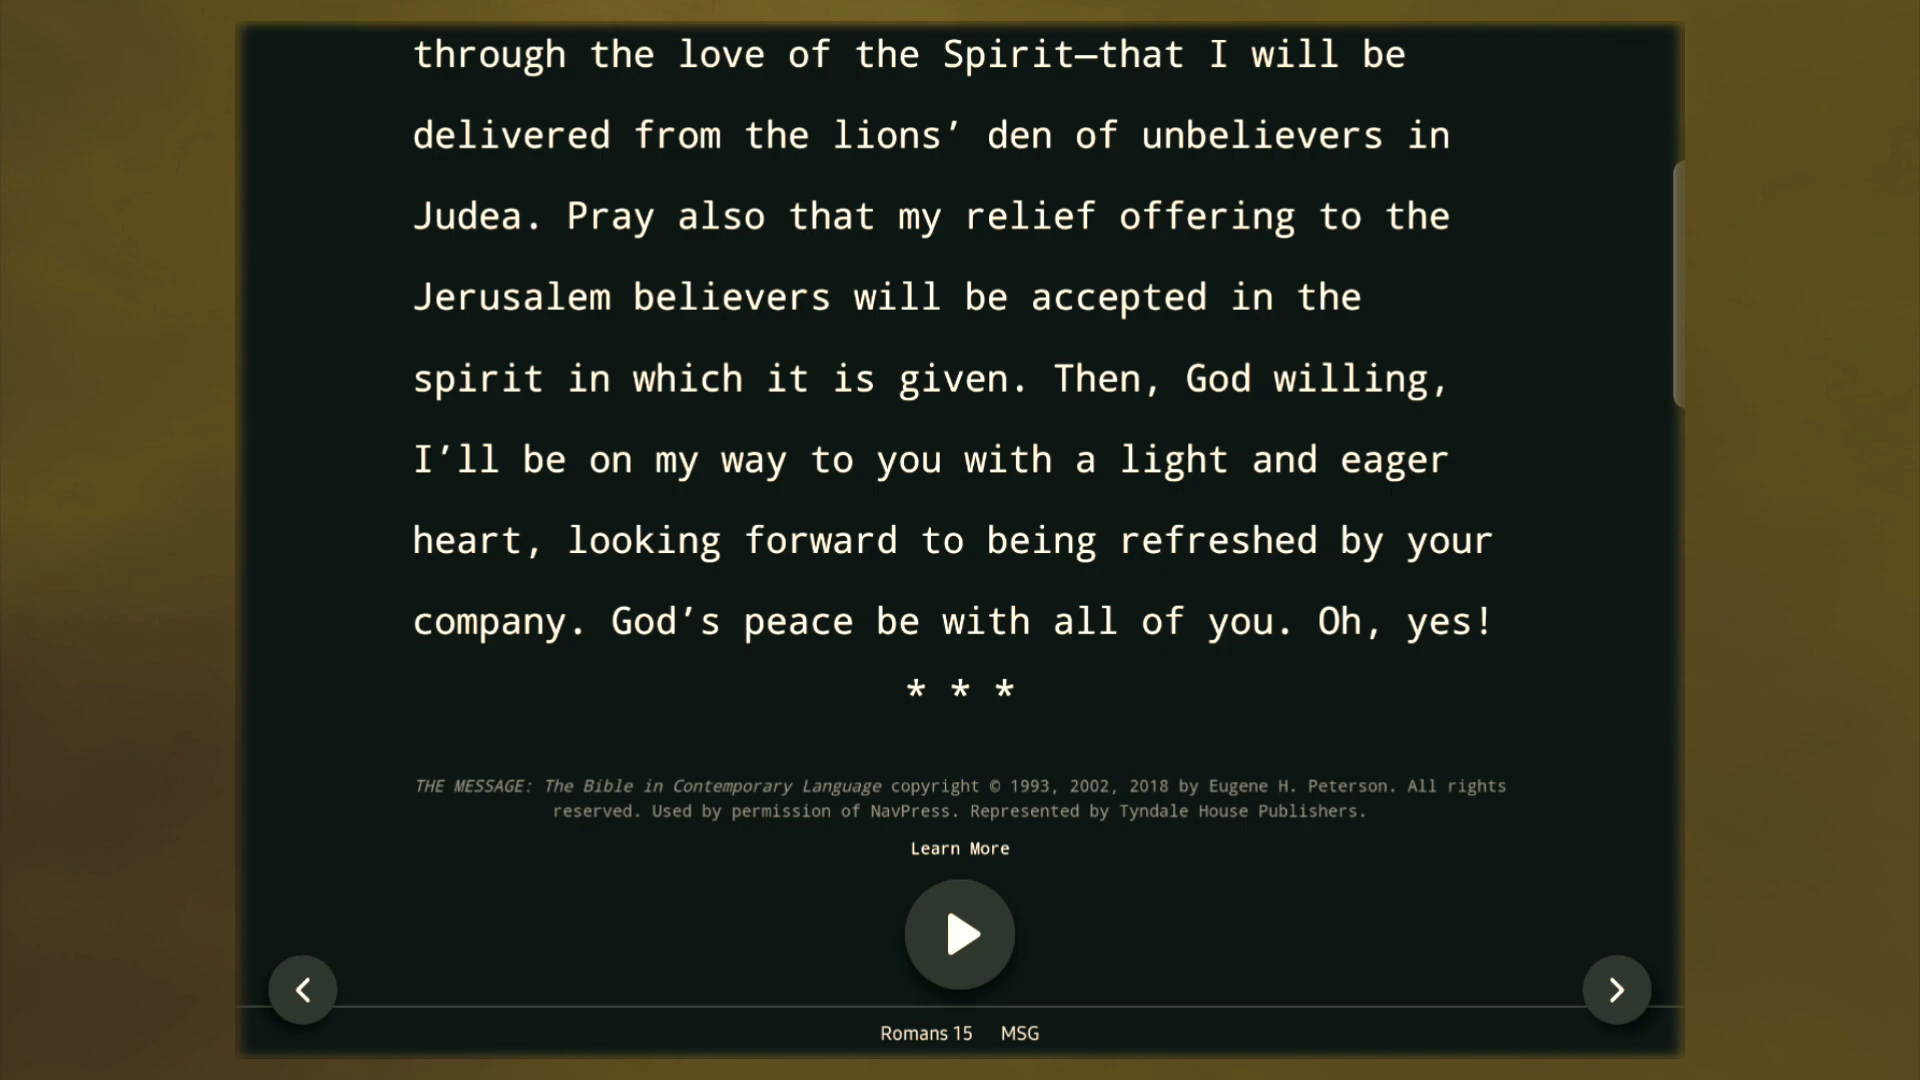 through the love of the Spirit—that I will be
delivered from the lions’ den of unbelievers in
Judea. Pray also that my relief offering to the
Jerusalem believers will be accepted in the
spirit in which it is given. Then, God willing,
I’ll be on my way to you with a light and eager
heart, looking forward to being refreshed by your
company. God’s peace be with all of you. Oh, yes!
* * *
THE MESSAGE: The Bible in Contemporary Language copyright © 1993, 2002, 2018 by Eugene H. Peterson. All rights
reserved. Used by permission of NavPress. Represented by Tyndale House Publishers.
Learn More
Romans 15 MSG